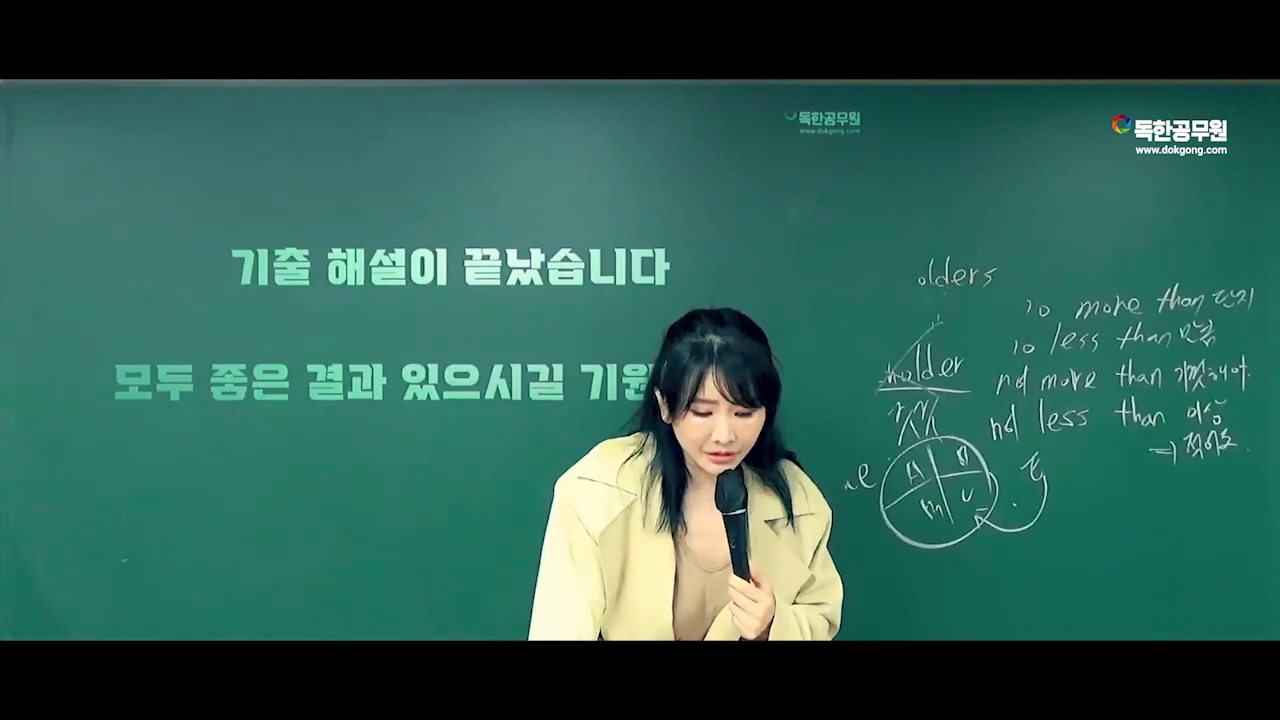 독한공무원
www.dokgong.com
독한공무원
www.dokgong.com
기출 해설이 끝났습니다
모두 좋은 결과 있으시길 기원
olders
no more than 단지
no less than 만큼
holder
not more than 기껏해야
not less than 이상
⇒ 적어도
A
B
M
C
e